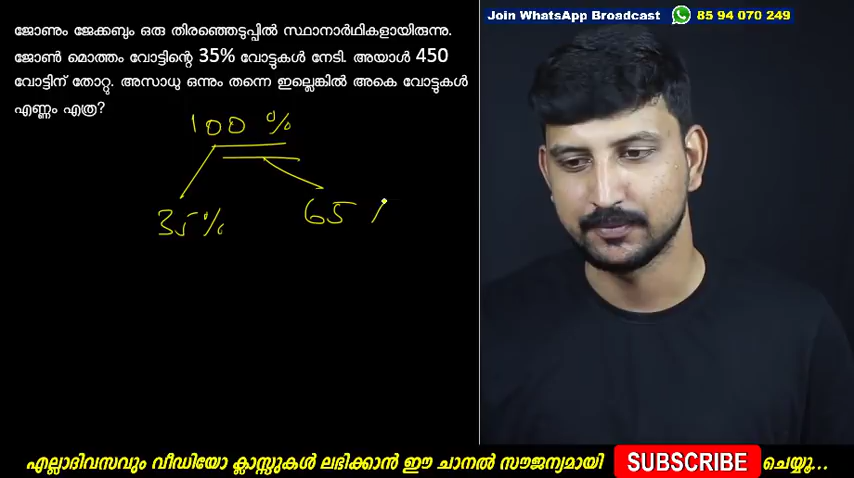 Join WhatsApp Broadcast 85 94 070 249
ജോണും ജേക്കബും ഒരു തിരഞ്ഞെടുപ്പിൽ സ്ഥാനാർഥികളായിരുന്നു.
ജോൺ മൊത്തം വോട്ടിന്റെ 35% വോട്ടുകൾ നേടി. അയാൾ 450
വോട്ടിന് തോറ്റു. അസാധു ഒന്നും തന്നെ ഇല്ലെങ്കിൽ അകെ വോട്ടുകൾ
എണ്ണം എത്ര?
100 %
35% 65 /
എല്ലാദിവസവും വീഡിയോ ക്ലാസ്സുകൾ ലഭിക്കാൻ ഈ ചാനൽ സൗജന്യമായി SUBSCRIBE ചെയ്യൂ...